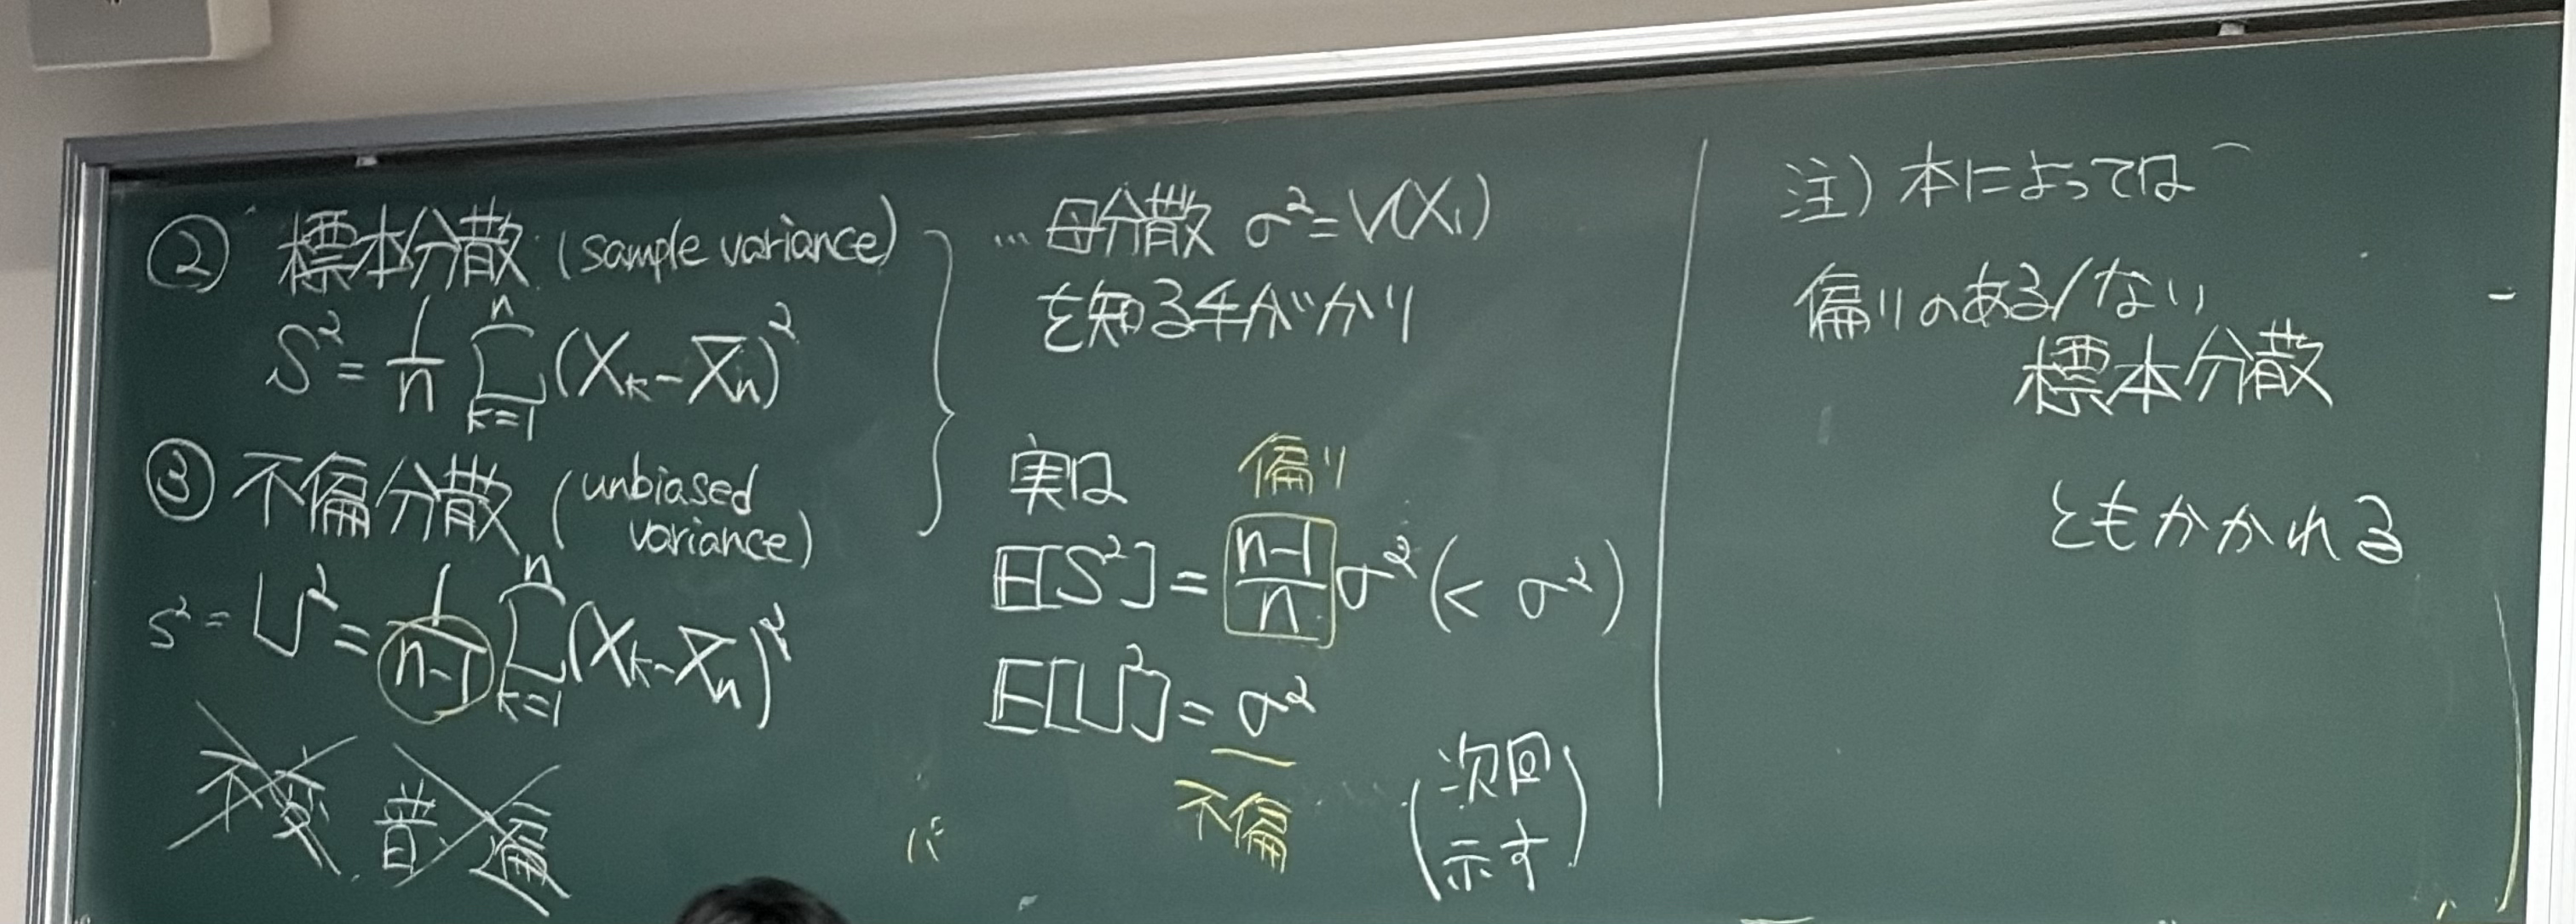 ② 標本分散 (sample variance)
S² = 1/n Σ_{k=1}^{n} (X_k − X̄_n)²
③ 不偏分散 (unbiased
variance)
s² = U² = 1/(n−1) Σ_{k=1}^{n} (X_k − X̄_n)²
不変 普遍
… 母分散 σ² = V(X₁)
を知る手がかり
実は 偏り
E[S²] = (n−1)/n σ² (< σ²)
E[U²] = σ²
不偏
(次回
示す)
注) 本によっては
偏りのある/ない
標本分散
ともかかれる